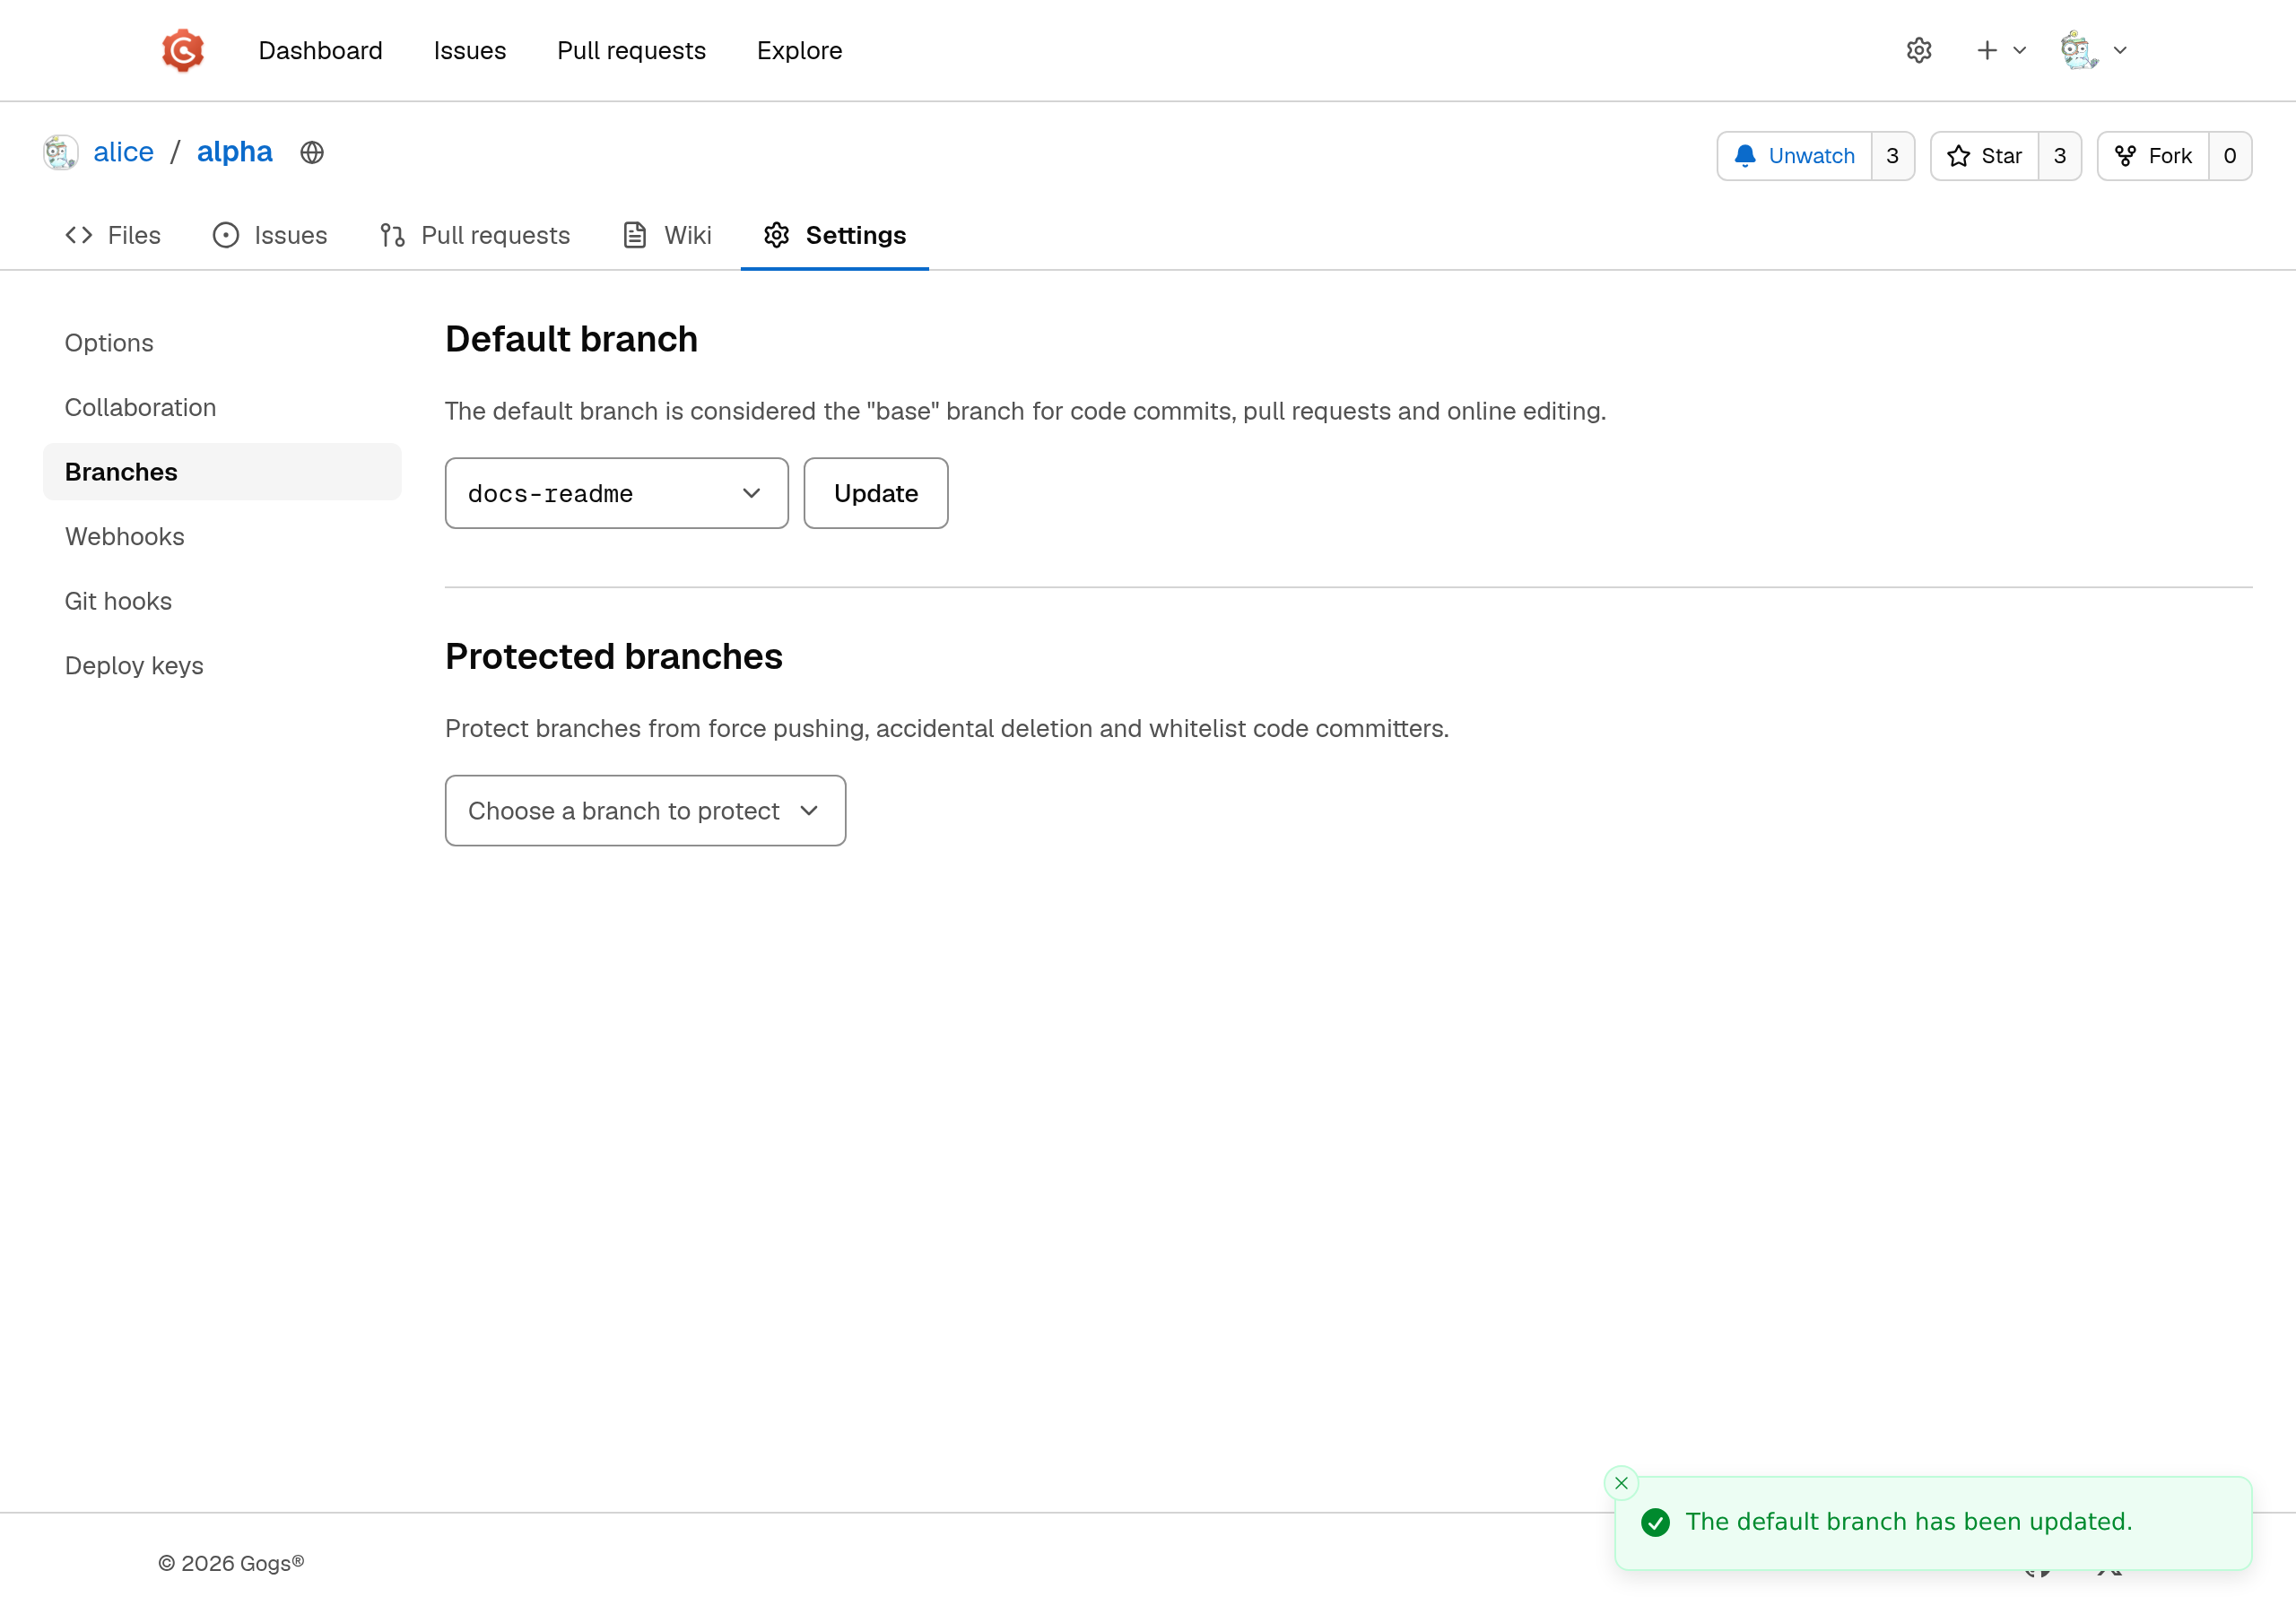 Dashboard Issues Pull requests Explore
alice / alpha
Unwatch 3 Star 3 Fork 0
Files Issues Pull requests Wiki Settings
Options
Collaboration
Branches
Webhooks
Git hooks
Deploy keys
Default branch
The default branch is considered the "base" branch for code commits, pull requests and online editing.
docs-readme Update
Protected branches
Protect branches from force pushing, accidental deletion and whitelist code committers.
Choose a branch to protect
The default branch has been updated.
© 2026 Gogs®